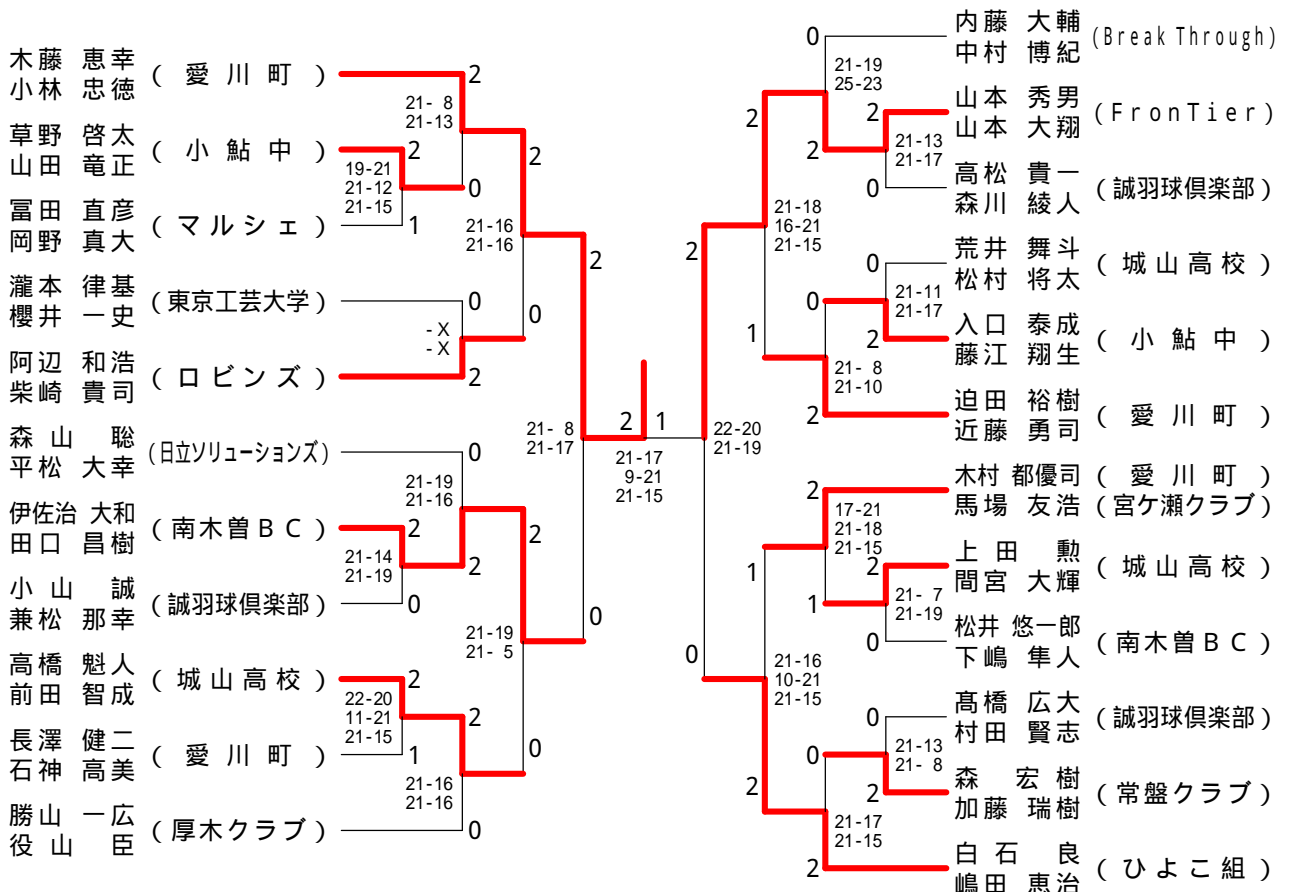 木藤 恵幸
小林 忠徳
( 愛 川 町 )
2
21- 8
21-13
草野 啓太
山田 竜正
( 小 鮎 中 )
2
19-21
21-12
21-15
0
2
冨田 直彦
岡野 真大
( マ ル シ ェ )
1
21-16
21-16
2
瀧本 律基
櫻井 一史
(東京工芸大学)
0
- X
- X
0
阿辺 和浩
柴崎 貴司
( ロ ビ ン ズ )
2
森 山 聡
平松 大幸
(日立ソリューションズ)
0
21- 8
21-17
21-19
21-16
伊佐治 大和
田口 昌樹
( 南木曽ＢＣ )
2
2
21-14
21-19
2
小 山 誠
兼松 那幸
(誠羽球倶楽部)
0
0
21-19
21- 5
高橋 魁人
前田 智成
( 城 山 高 校 )
2
22-20
11-21
21-15
2
長澤 健二
石神 高美
( 愛 川 町 )
1
0
21-16
21-16
勝山 一広
役 山 臣
( 厚木クラブ )
0
2
1
21-17
9-21
21-15
0
内藤 大輔
中村 博紀
(Break Through)
21-19
25-23
2
2
山本 秀男
山本 大翔
(FronTier)
21-13
21-17
2
0
高松 貴一
森川 綾人
(誠羽球倶楽部)
21-18
16-21
21-15
2
0
荒井 舞斗
松村 将太
( 城 山 高 校 )
21-11
21-17
0
2
入口 泰成
藤江 翔生
( 小 鮎 中 )
1
21- 8
21-10
2
迫田 裕樹
近藤 勇司
( 愛 川 町 )
22-20
21-19
2
木村 都優司
馬場 友浩
( 愛 川 町 )
(宮ケ瀬クラブ)
17-21
21-18
21-15
1
2
上 田 勲
間宮 大輝
( 城 山 高 校 )
1
21- 7
21-19
0
松井 悠一郎
下嶋 隼人
( 南木曽ＢＣ )
0
21-16
10-21
21-15
0
髙橋 広大
村田 賢志
(誠羽球倶楽部)
0
21-13
21- 8
2
2
森 宏樹
加藤 瑞樹
( 常盤クラブ )
21-17
21-15
2
白 石 良
嶋田 恵治
( ひ よ こ 組 )